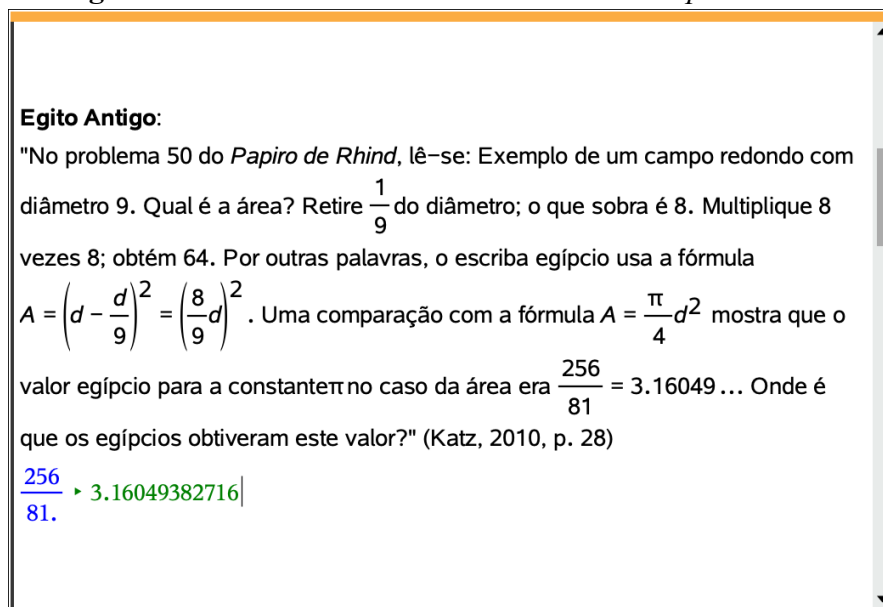 Egito Antigo:
"No problema 50 do Papiro de Rhind, lê-se: Exemplo de um campo redondo com
diâmetro 9. Qual é a área? Retire 1/9 do diâmetro; o que sobra é 8. Multiplique 8
vezes 8; obtém 64. Por outras palavras, o escriba egípcio usa a fórmula
A = (d − d/9)² = (8/9 d)². Uma comparação com a fórmula A = π/4 d² mostra que o
valor egípcio para a constanteπ no caso da área era 256/81 = 3.16049... Onde é
que os egípcios obtiveram este valor?" (Katz, 2010, p. 28)
256/81. ▸ 3.16049382716